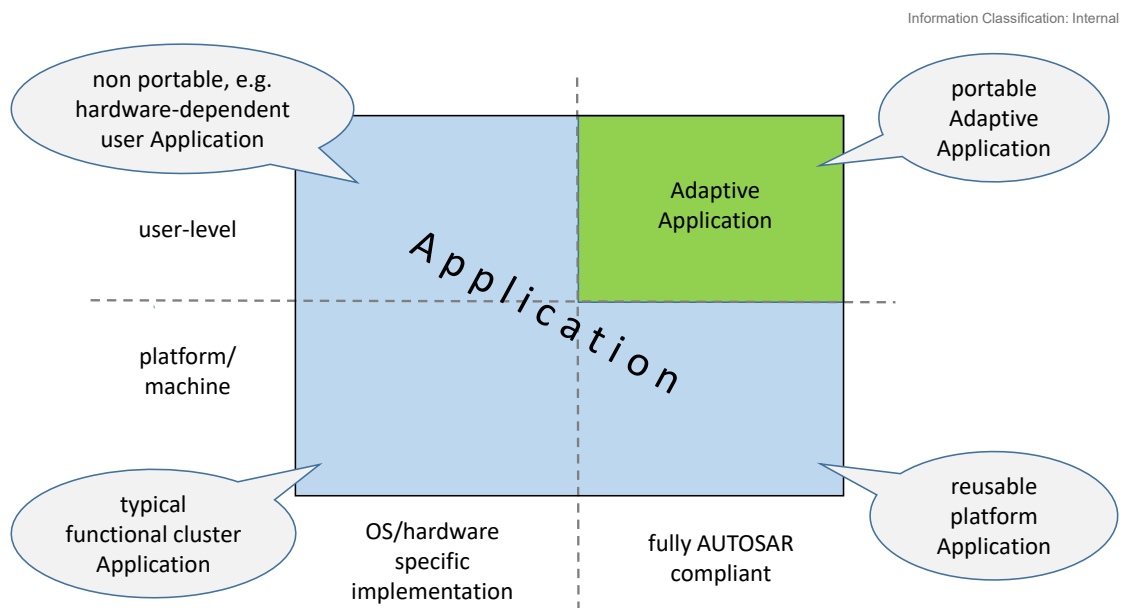 Information Classification: Internal
non portable, e.g.
hardware-dependent
user Application
portable
Adaptive
Application
Adaptive
Application
user-level
Application
platform/
machine
typical
functional cluster
Application
reusable
platform
Application
OS/hardware
specific
implementation
fully AUTOSAR
compliant